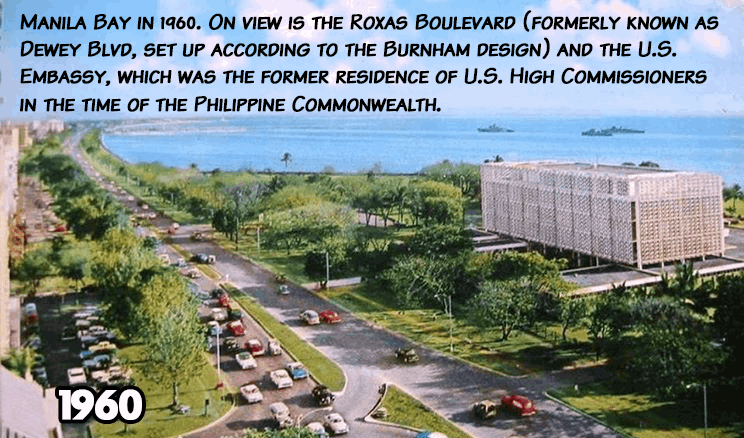 Manila Bay in 1960. On view is the Roxas Boulevard (formerly known as
Dewey Blvd, set up according to the Burnham design) and the U.S.
Embassy, which was the former residence of U.S. High Commissioners
in the time of the Philippine Commonwealth.
1960